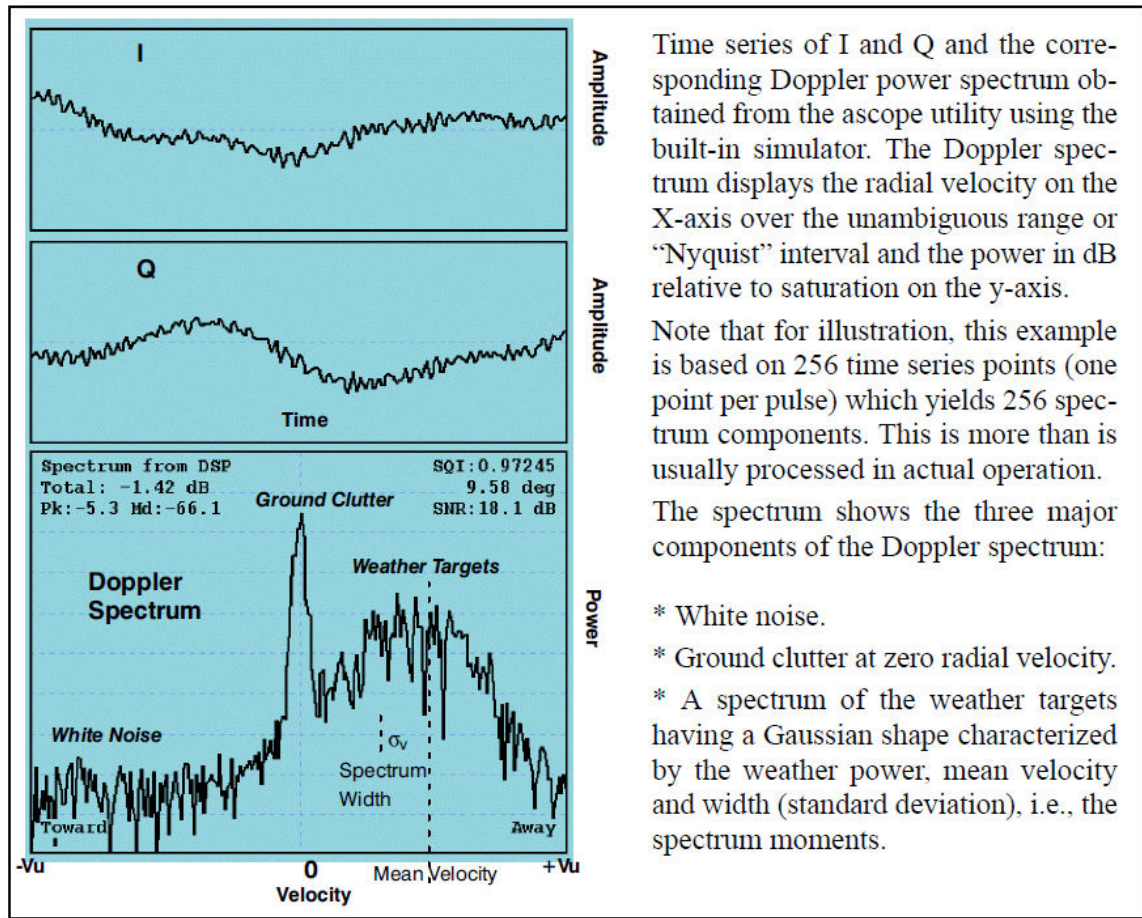 I
Amplitude
Q
Amplitude
Time
Spectrum from DSP
Total: -1.42 dB
Pk:-5.3 Md:-66.1
SQI:0.97245
9.58 deg
SNR:18.1 dB
Ground Clutter
Weather Targets
Doppler
Spectrum
Power
White Noise
σv
Spectrum
Width
Toward
Away
-Vu
0
+Vu
Mean Velocity
Velocity
Time series of I and Q and the corre-
sponding Doppler power spectrum ob-
tained from the ascope utility using the
built-in simulator. The Doppler spec-
trum displays the radial velocity on the
X-axis over the unambiguous range or
“Nyquist” interval and the power in dB
relative to saturation on the y-axis.
Note that for illustration, this example
is based on 256 time series points (one
point per pulse) which yields 256 spec-
trum components. This is more than is
usually processed in actual operation.
The spectrum shows the three major
components of the Doppler spectrum:
* White noise.
* Ground clutter at zero radial velocity.
* A spectrum of the weather targets
having a Gaussian shape characterized
by the weather power, mean velocity
and width (standard deviation), i.e., the
spectrum moments.